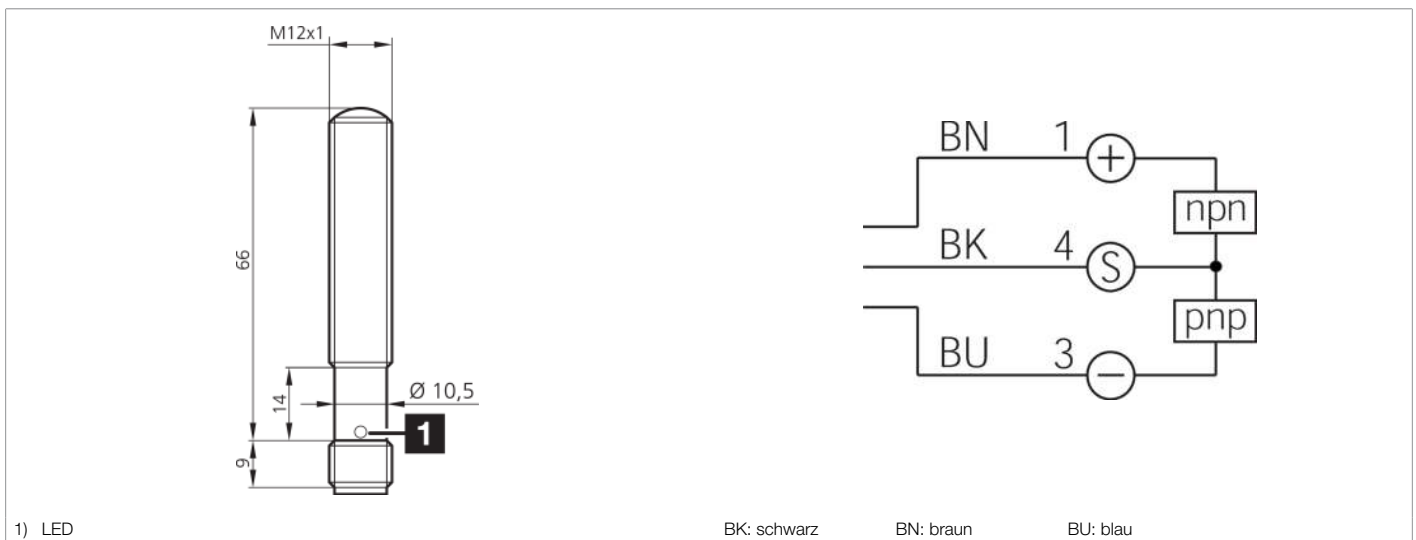 M12x1
66
14
Ø 10,5
1
9
BN 1 +
npn
BK 4 S
pnp
BU 3 −
1) LED
BK: schwarz BN: braun BU: blau